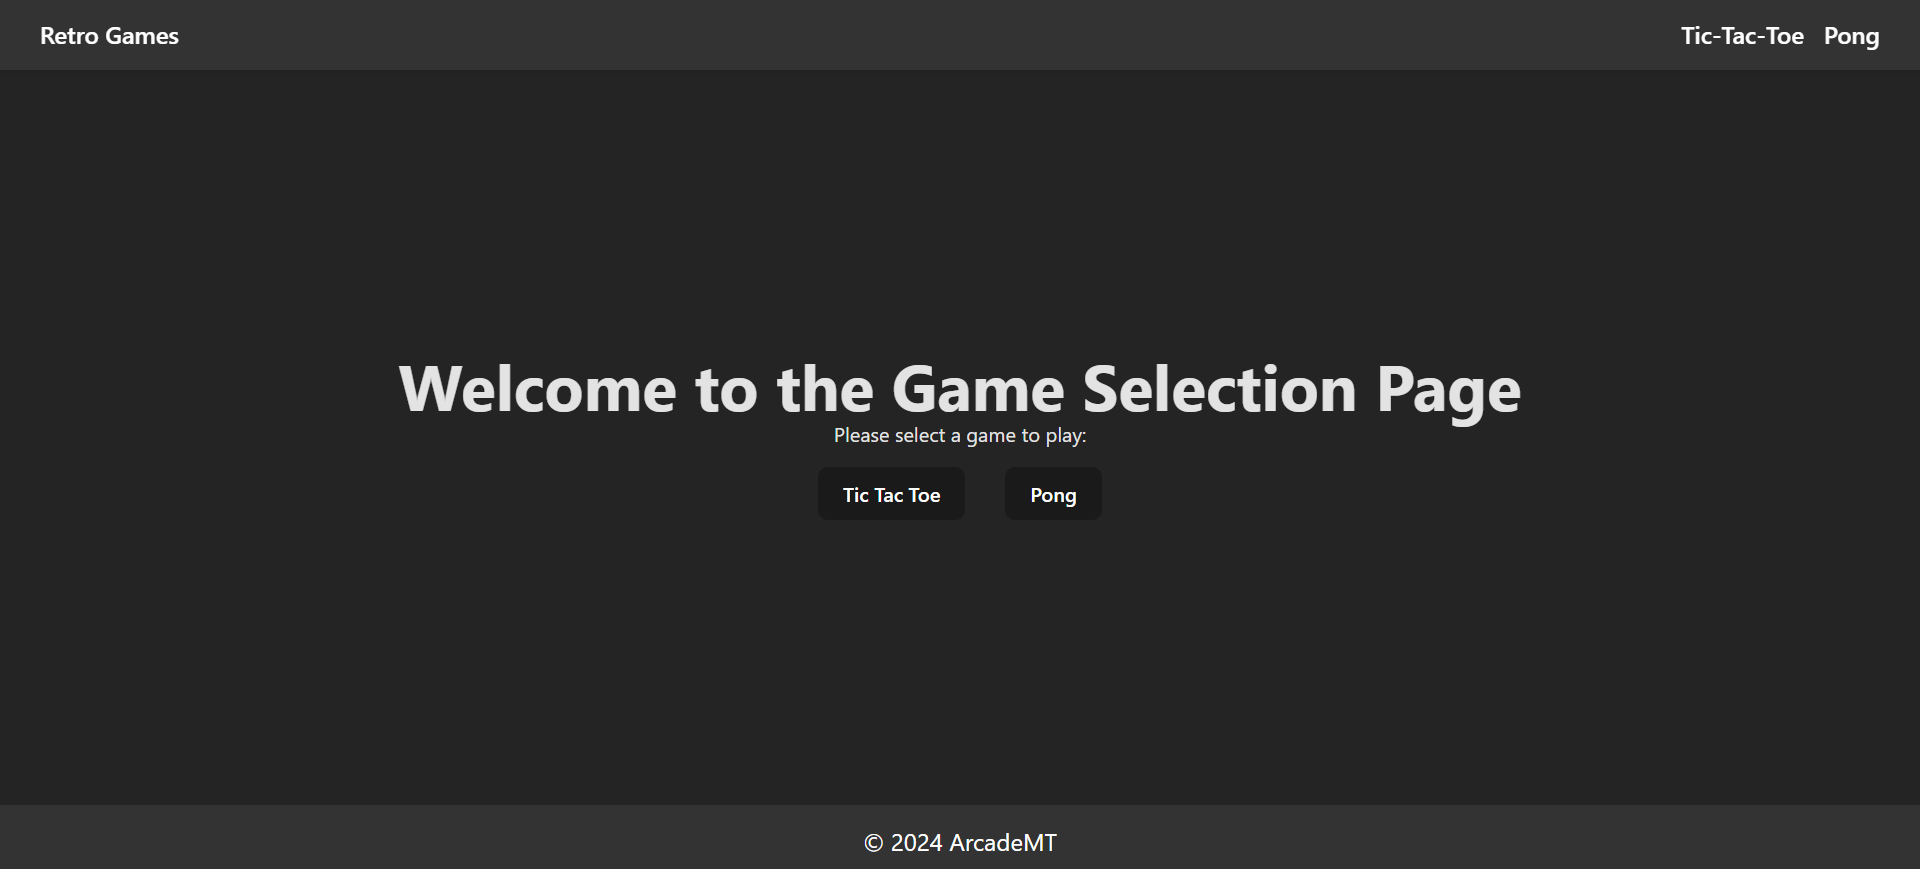 Retro Games
Tic-Tac-Toe Pong
Welcome to the Game Selection Page
Please select a game to play:
Tic Tac Toe Pong
© 2024 ArcadeMT